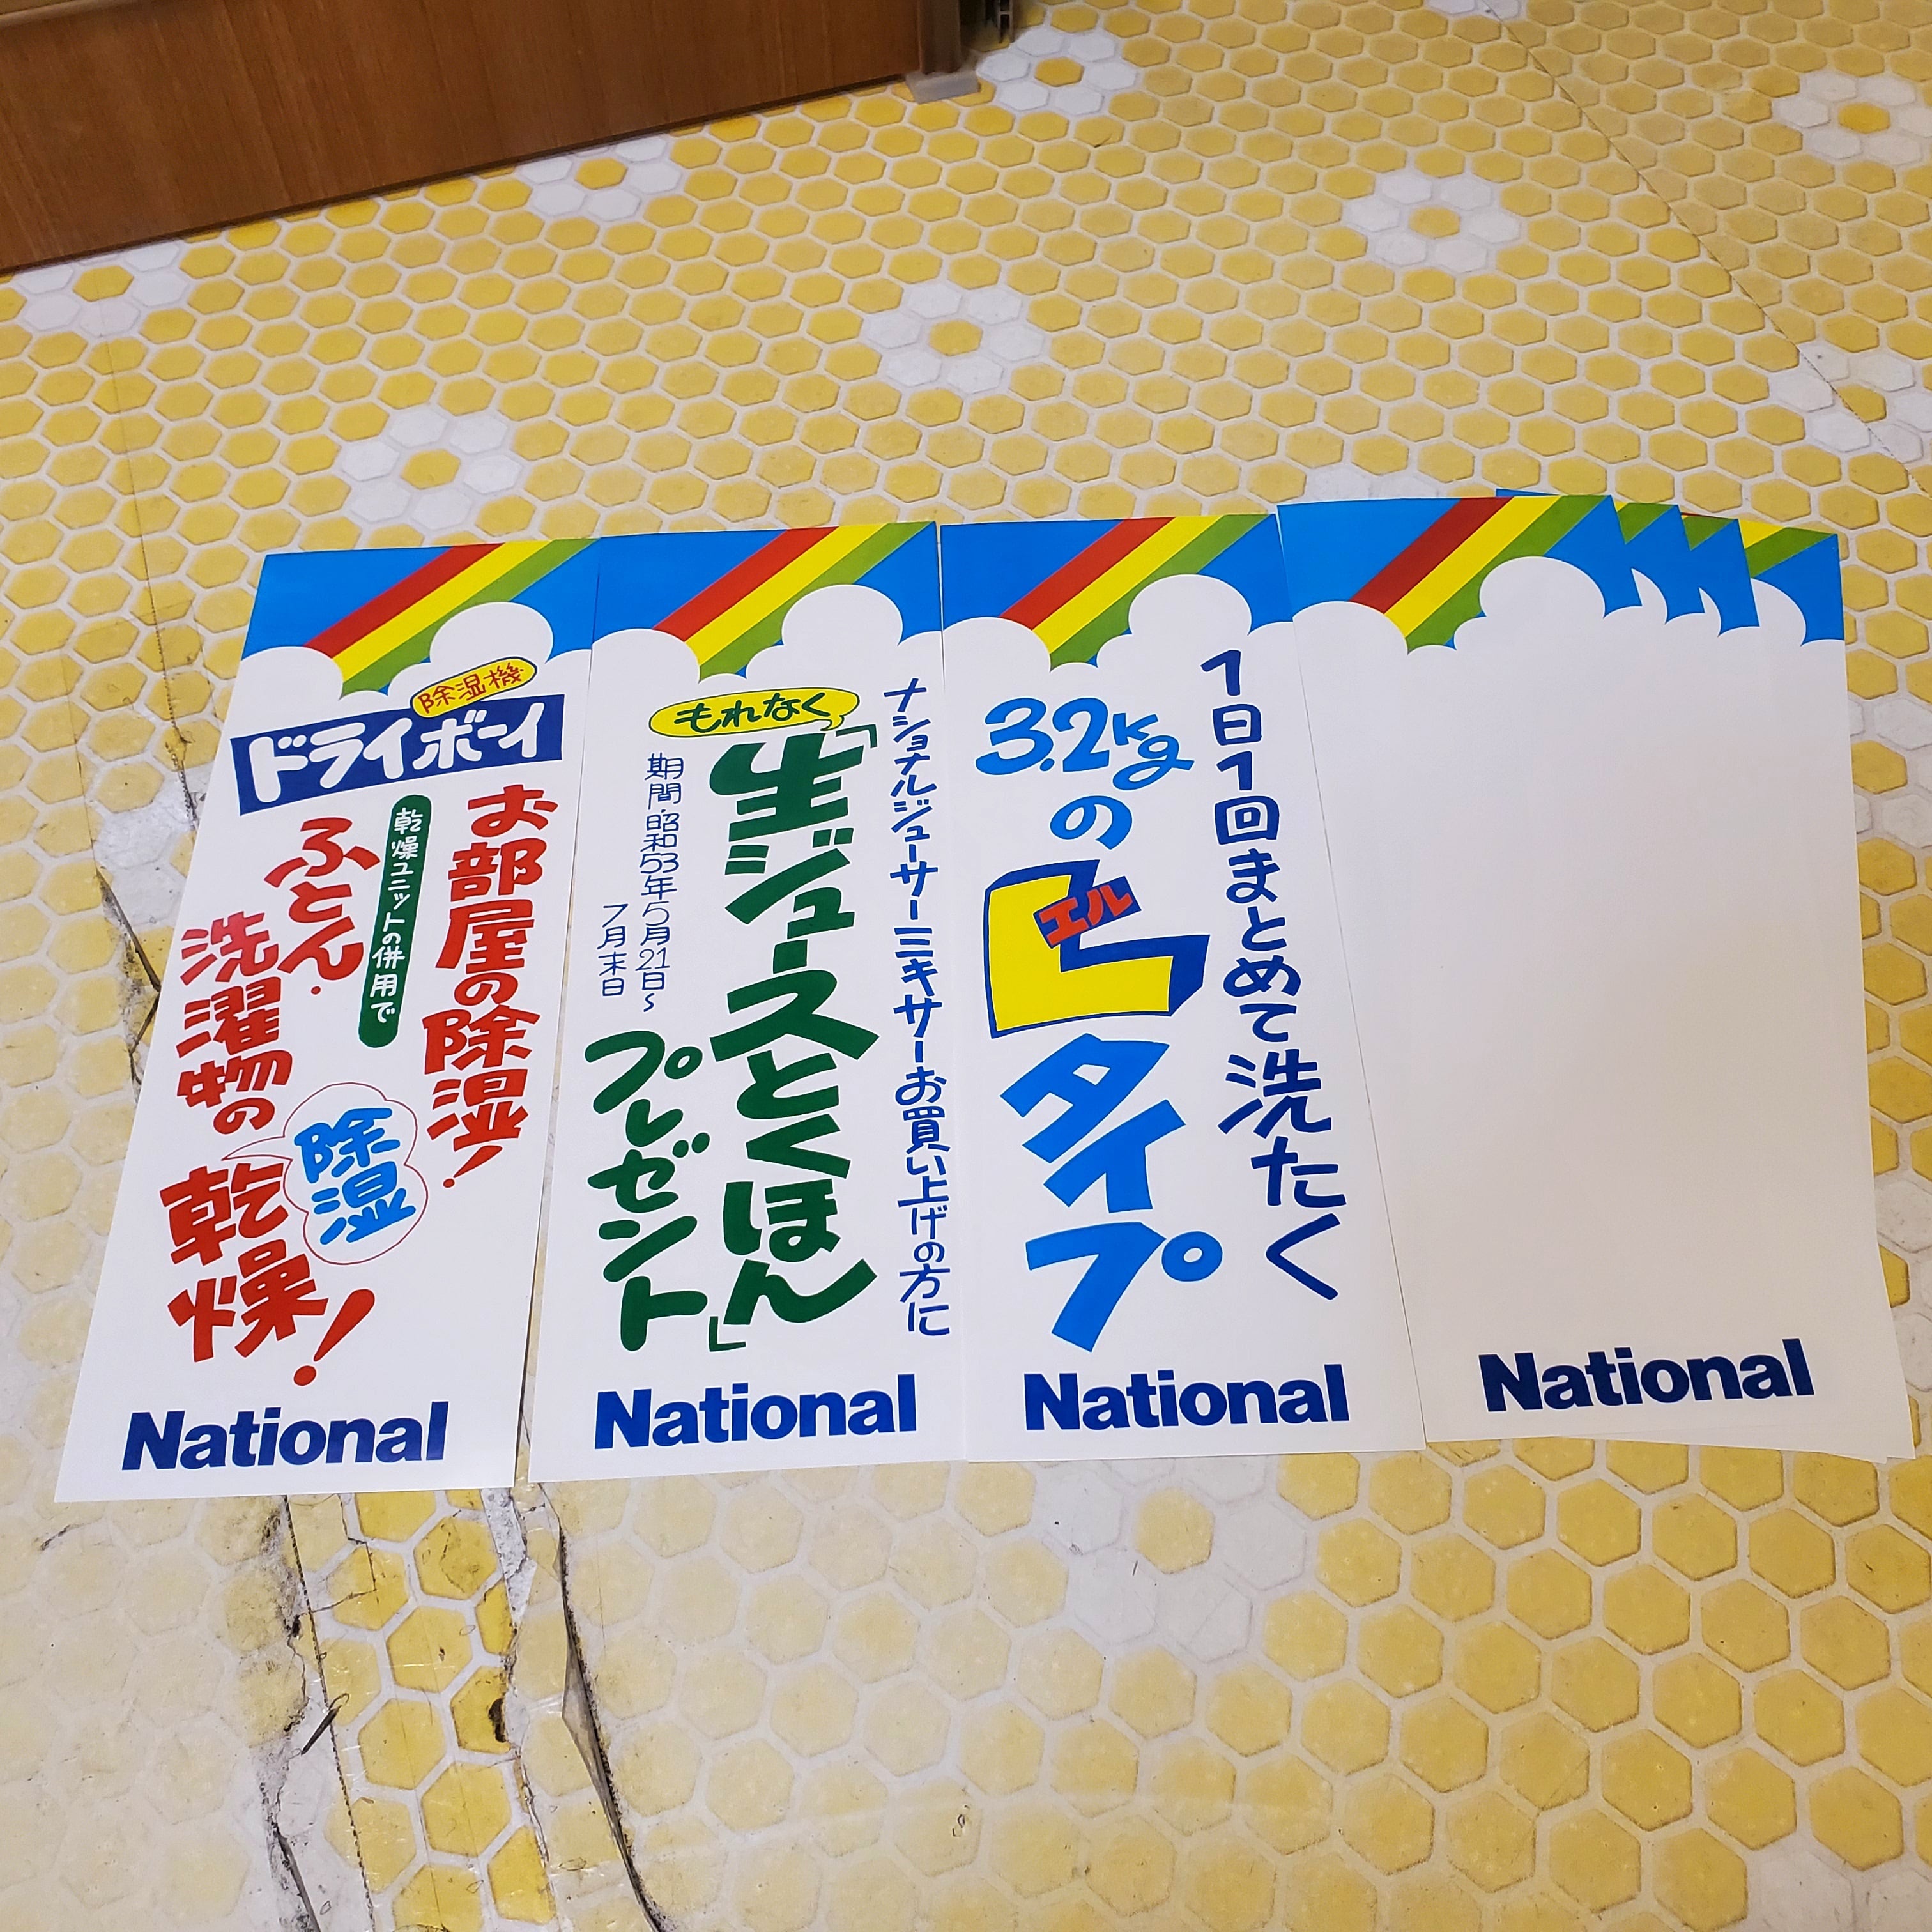 除湿機
ドライボーイ
お部屋の除湿!
乾燥ユニットの併用で
ふとん・
洗濯物の
除湿
乾燥!
National
ナショナルジューサーミキサーお買い上げの方に
もれなく
「生ジュースとくほん」
プレゼント
期間・昭和53年5月21日～
7月末日
National
1日1回まとめて洗たく
3.2kg
の
L
エル
タイプ
National
National